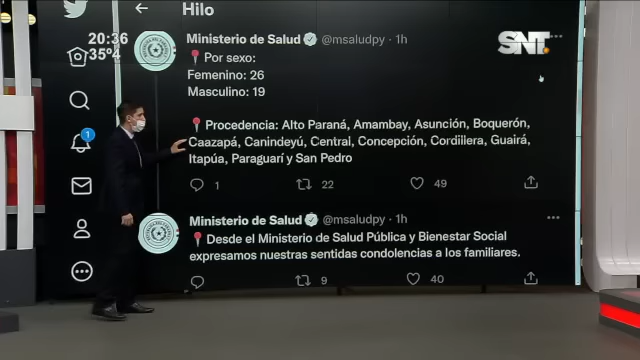 Hilo
20:36
35°4
SNT.
Ministerio de Salud @msaludpy · 1h
Por sexo:
Femenino: 26
Masculino: 19
Procedencia: Alto Paraná, Amambay, Asunción, Boquerón,
Caazapá, Canindeyú, Central, Concepción, Cordillera, Guairá,
Itapúa, Paraguarí y San Pedro
1 22 49
1
Ministerio de Salud @msaludpy · 1h
Desde el Ministerio de Salud Pública y Bienestar Social
expresamos nuestras sentidas condolencias a los familiares.
9 40